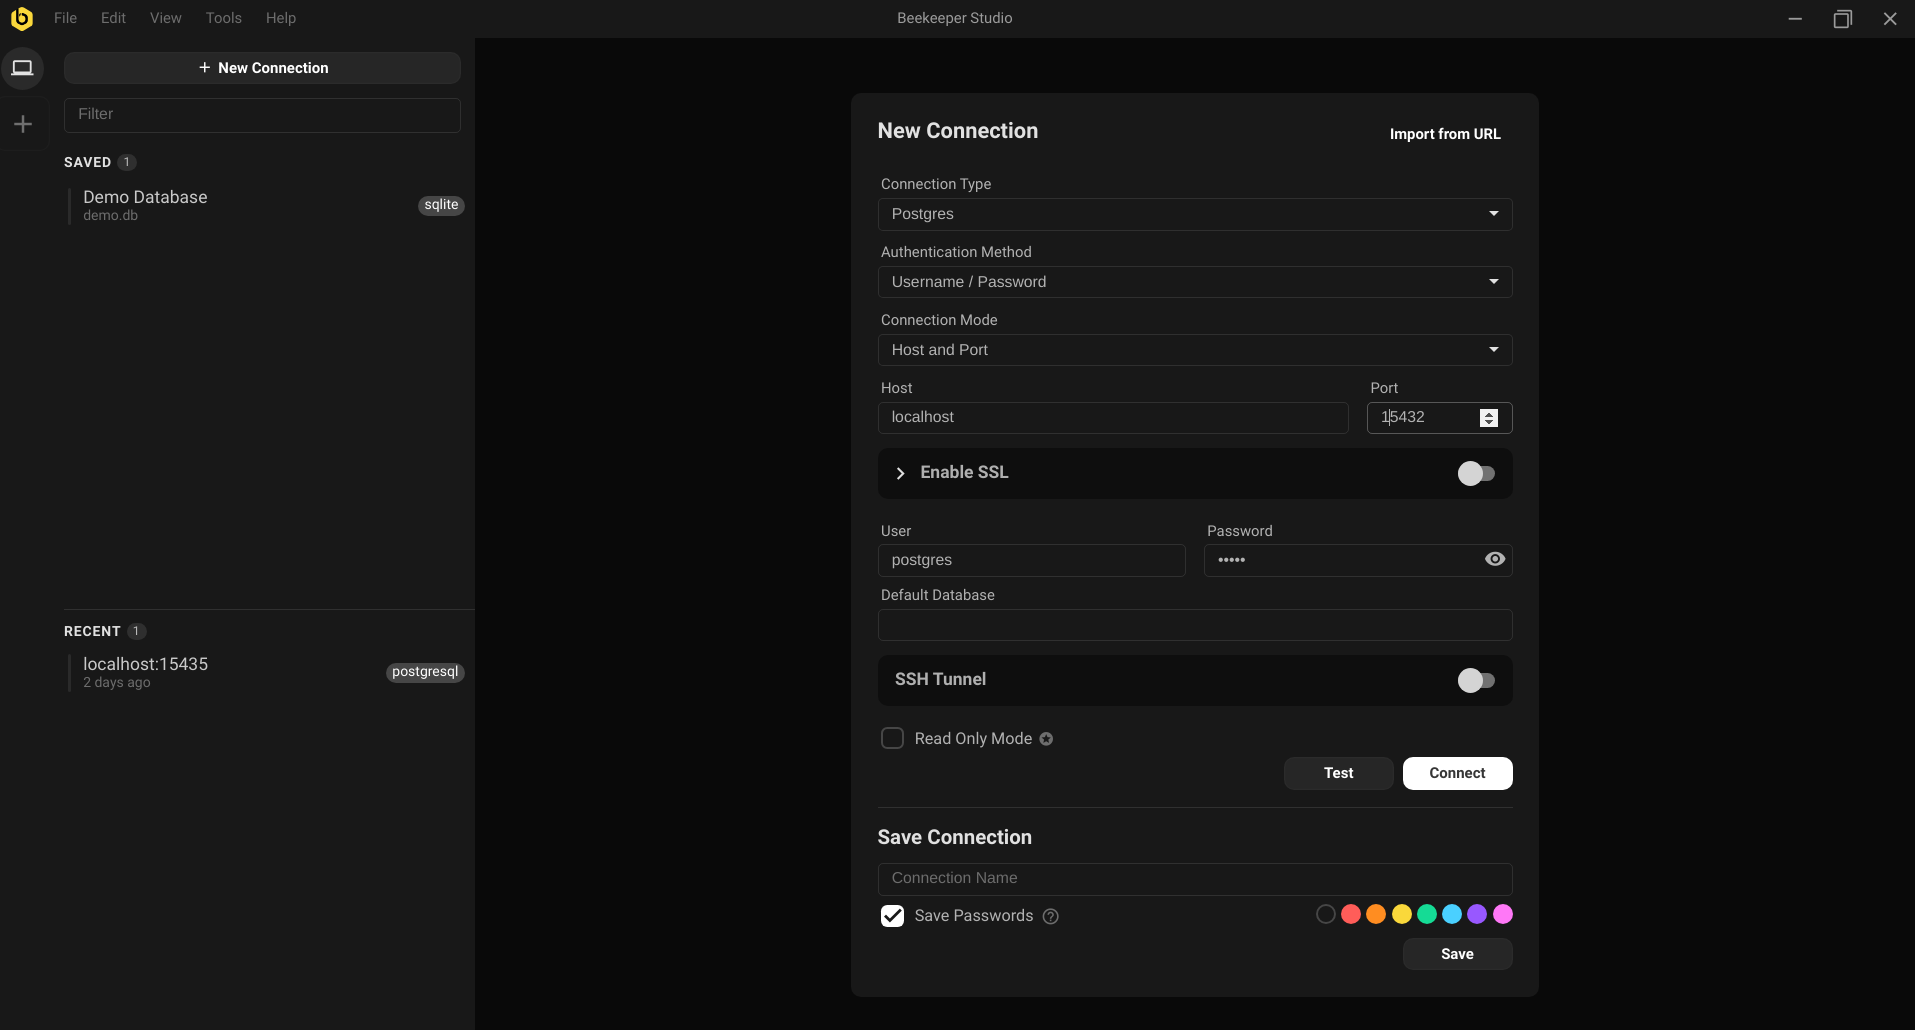 File Edit View Tools Help
Beekeeper Studio
+ New Connection
Filter
SAVED 1
Demo Database
demo.db
sqlite
RECENT 1
localhost:15435
2 days ago
postgresql
New Connection
Import from URL
Connection Type
Postgres
Authentication Method
Username / Password
Connection Mode
Host and Port
Host
Port
localhost
15432
Enable SSL
User
Password
postgres
•••••
Default Database
SSH Tunnel
Read Only Mode
Test
Connect
Save Connection
Connection Name
Save Passwords
Save